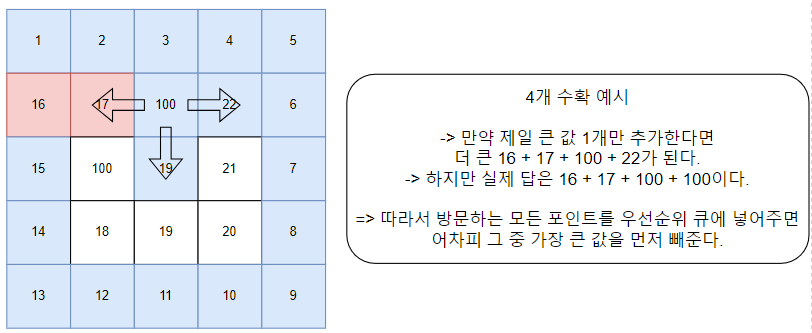 1 2 3 4 5
16 17 100 22 6
15 100 19 21 7
14 18 19 20 8
13 12 11 10 9
4개 수확 예시
-> 만약 제일 큰 값 1개만 추가한다면
더 큰 16 + 17 + 100 + 22가 된다.
-> 하지만 실제 답은 16 + 17 + 100 + 100이다.
=> 따라서 방문하는 모든 포인트를 우선순위 큐에 넣어주면
어차피 그 중 가장 큰 값을 먼저 빼준다.